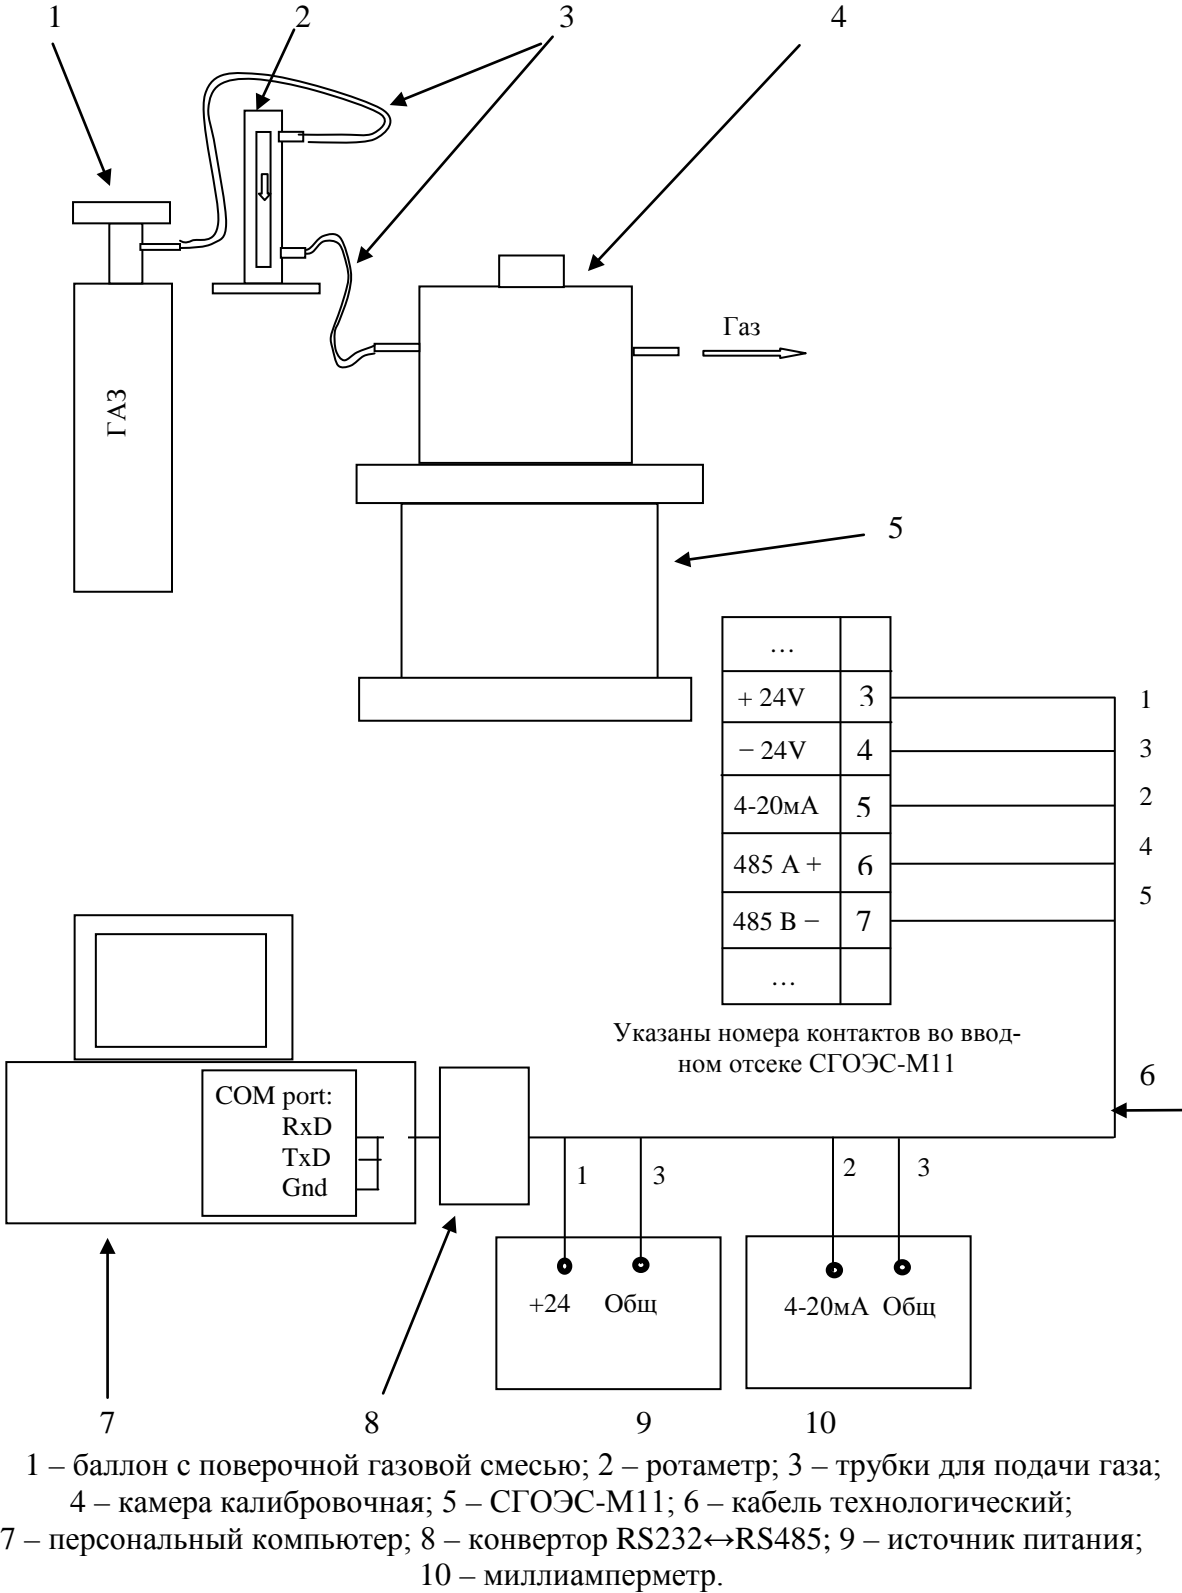 1
2
3
4
Газ
ГАЗ
5
…
+ 24V 3 1
− 24V 4 3
4-20мА 5 2
485 A + 6 4
485 B − 7 5
…
Указаны номера контактов во ввод-
ном отсеке СГОЭС-М11
6
COM port:
RxD
TxD
Gnd
1
3
2
3
+24 Общ
4-20мА Общ
7
8
9
10
1 – баллон с поверочной газовой смесью; 2 – ротаметр; 3 – трубки для подачи газа;
4 – камера калибровочная; 5 – СГОЭС-М11; 6 – кабель технологический;
7 – персональный компьютер; 8 – конвертор RS232↔RS485; 9 – источник питания;
10 – миллиамперметр.